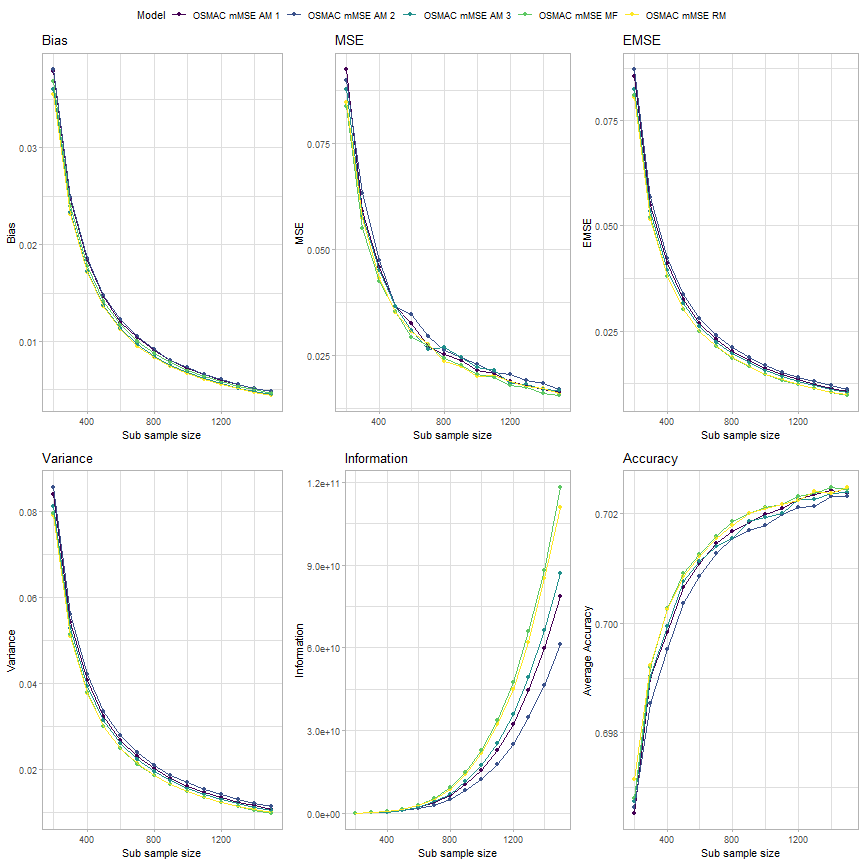 Model OSMAC mMSE AM 1 OSMAC mMSE AM 2 OSMAC mMSE AM 3 OSMAC mMSE MF OSMAC mMSE RM
Bias
0.03
0.02
0.01
Bias
400 800 1200
Sub sample size
MSE
0.075
0.050
0.025
MSE
400 800 1200
Sub sample size
EMSE
0.075
0.050
0.025
EMSE
400 800 1200
Sub sample size
Variance
0.08
0.06
0.04
0.02
Variance
400 800 1200
Sub sample size
Information
1.2e+11
9.0e+10
6.0e+10
3.0e+10
0.0e+00
Information
400 800 1200
Sub sample size
Accuracy
0.702
0.700
0.698
Average Accuracy
400 800 1200
Sub sample size